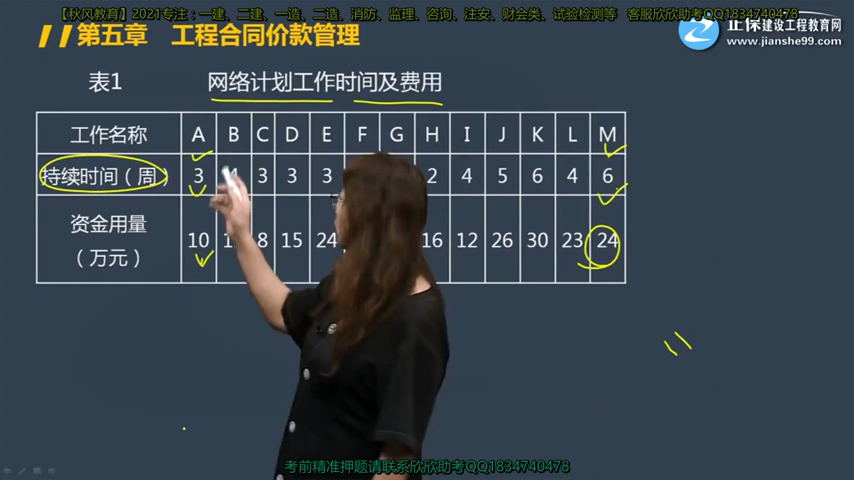 【秋风教育】2021专注：一建、二建、一造、二造、消防、监理、咨询、注安、财会类、试验检测等 客服欣欣助考QQ1834740478
第五章 工程合同价款管理
正保建设工程教育网
www.jianshe99.com
表1 网络计划工作时间及费用
工作名称 A B C D E F G H I J K L M
持续时间（周） 3 3 3 3 2 4 5 6 4 6
资金用量（万元） 10 8 15 24 16 12 26 30 23 24
考前精准押题请联系欣欣助考QQ1834740478